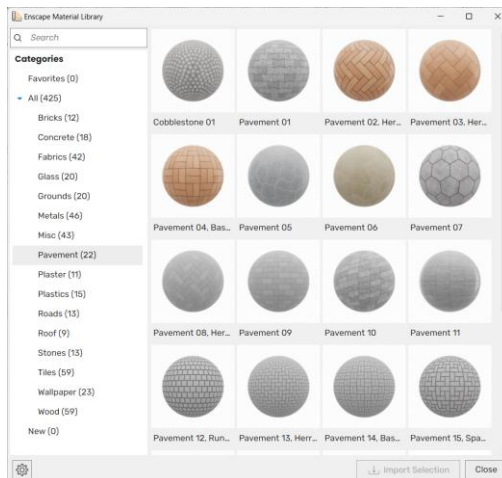 Enscape Material Library
Search
Categories
Favorites (0)
All (425)
Bricks (12)
Concrete (18)
Fabrics (42)
Glass (20)
Grounds (20)
Metals (46)
Misc (43)
Pavement (22)
Plaster (11)
Plastics (15)
Roads (13)
Roof (9)
Stones (13)
Tiles (59)
Wallpaper (23)
Wood (59)
New (0)
Cobblestone 01
Pavement 01
Pavement 02, Her...
Pavement 03, Her...
Pavement 04, Bas...
Pavement 05
Pavement 06
Pavement 07
Pavement 08, Her...
Pavement 09
Pavement 10
Pavement 11
Pavement 12, Run...
Pavement 13, Herr...
Pavement 14, Bas...
Pavement 15, Spa...
Import Selection
Close